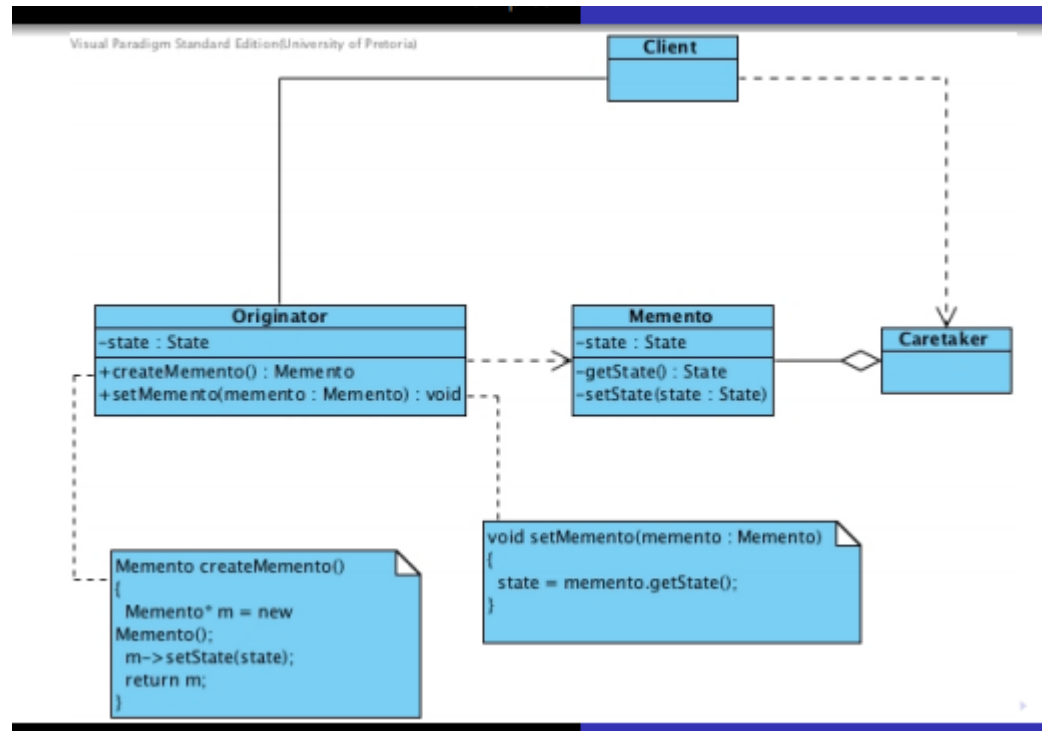 Visual Paradigm Standard Edition(University of Pretoria)
Client
Originator
-state : State
+createMemento() : Memento
+setMemento(memento : Memento) : void
Memento
-state : State
-getState() : State
-setState(state : State)
Caretaker
Memento createMemento()
{
Memento* m = new
Memento();
m->setState(state);
return m;
}
void setMemento(memento : Memento)
{
state = memento.getState();
}